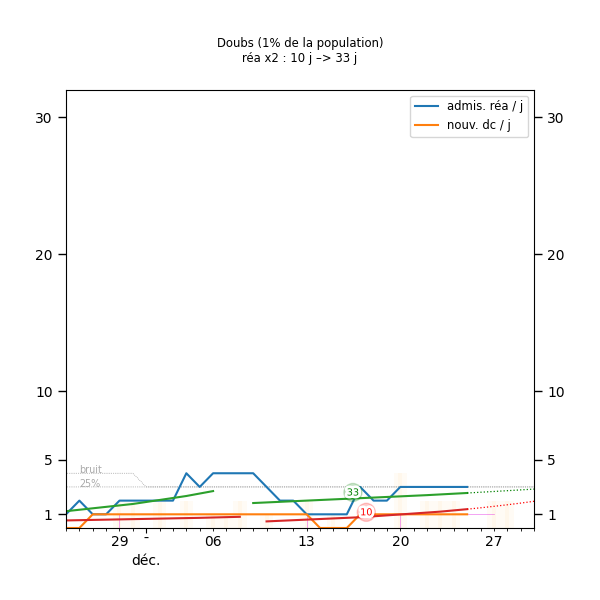 Doubs (1% de la population)
réa x2 : 10 j –> 33 j
admis. réa / j
nouv. dc / j
30 30
20 20
10 10
5 5
1 1
bruit
25%
33
10
29 - 06 13 20 27
déc.